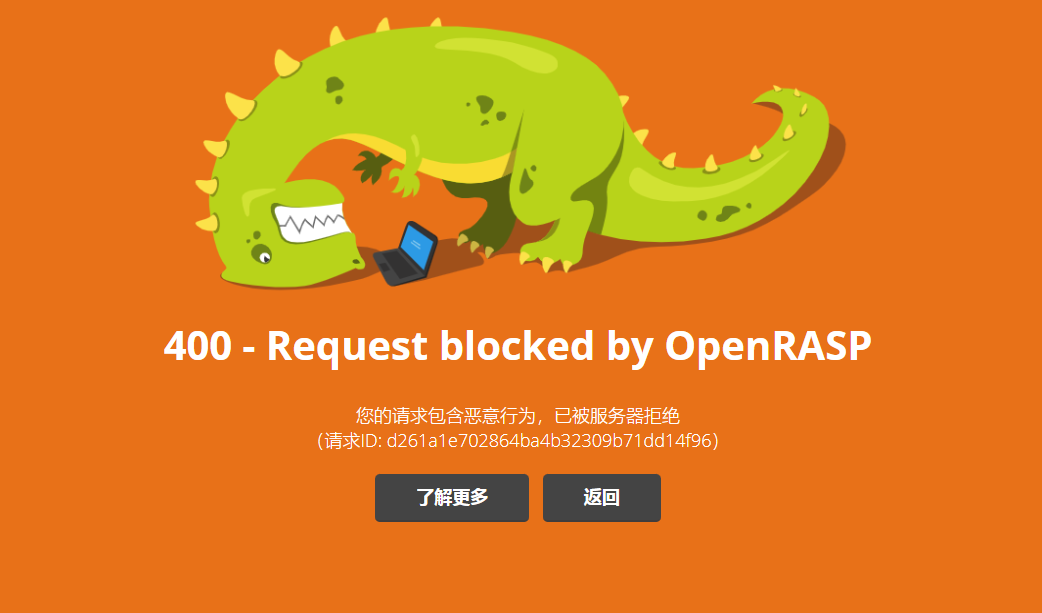 400 - Request blocked by OpenRASP
您的请求包含恶意行为，已被服务器拒绝
(请求ID: d261a1e702864ba4b32309b71dd14f96)
了解更多
返回